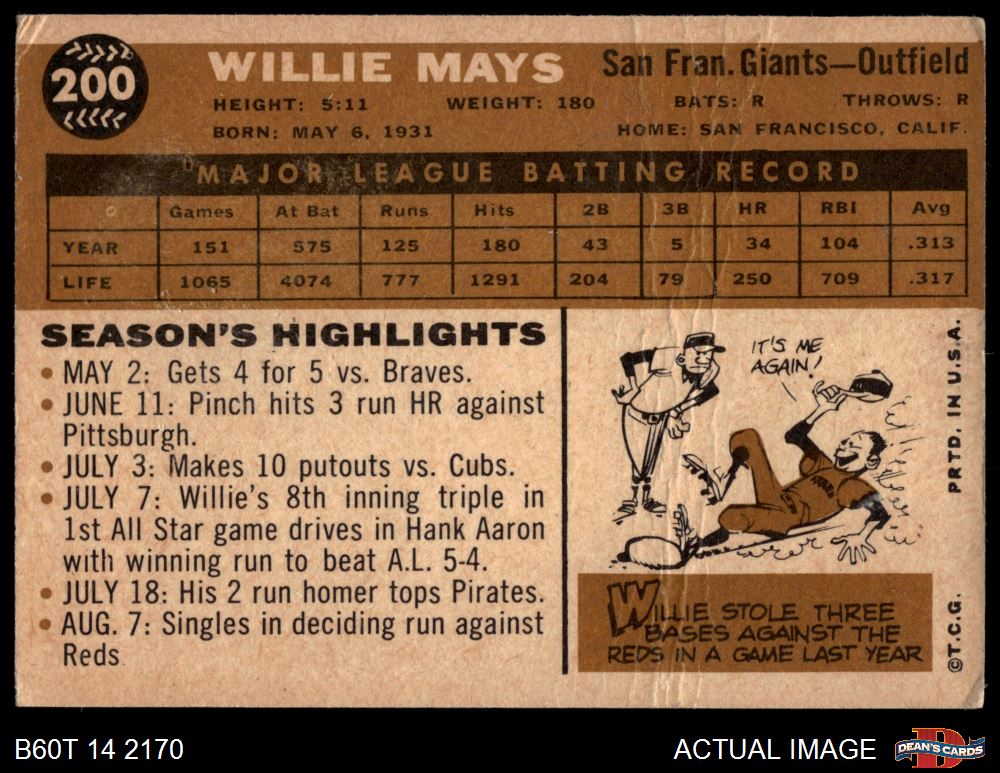 200
WILLIE MAYS San Fran. Giants—Outfield
HEIGHT: 5:11 WEIGHT: 180 BATS: R THROWS: R
BORN: MAY 6, 1931 HOME: SAN FRANCISCO, CALIF.
MAJOR LEAGUE BATTING RECORD
Games At Bat Runs Hits 2B 3B HR RBI Avg
YEAR 151 575 125 180 43 5 34 104 .313
LIFE 1065 4074 777 1291 204 79 250 709 .317
SEASON'S HIGHLIGHTS
• MAY 2: Gets 4 for 5 vs. Braves.
• JUNE 11: Pinch hits 3 run HR against
Pittsburgh.
• JULY 3: Makes 10 putouts vs. Cubs.
• JULY 7: Willie's 8th inning triple in
1st All Star game drives in Hank Aaron
with winning run to beat A.L. 5-4.
• JULY 18: His 2 run homer tops Pirates.
• AUG. 7: Singles in deciding run against
Reds
IT'S ME
AGAIN!
WILLIE STOLE THREE
BASES AGAINST THE
REDS IN A GAME LAST YEAR
PRTD. IN U.S.A.
©T.C.G.
B60T 14 2170 ACTUAL IMAGE
DEAN'S CARDS